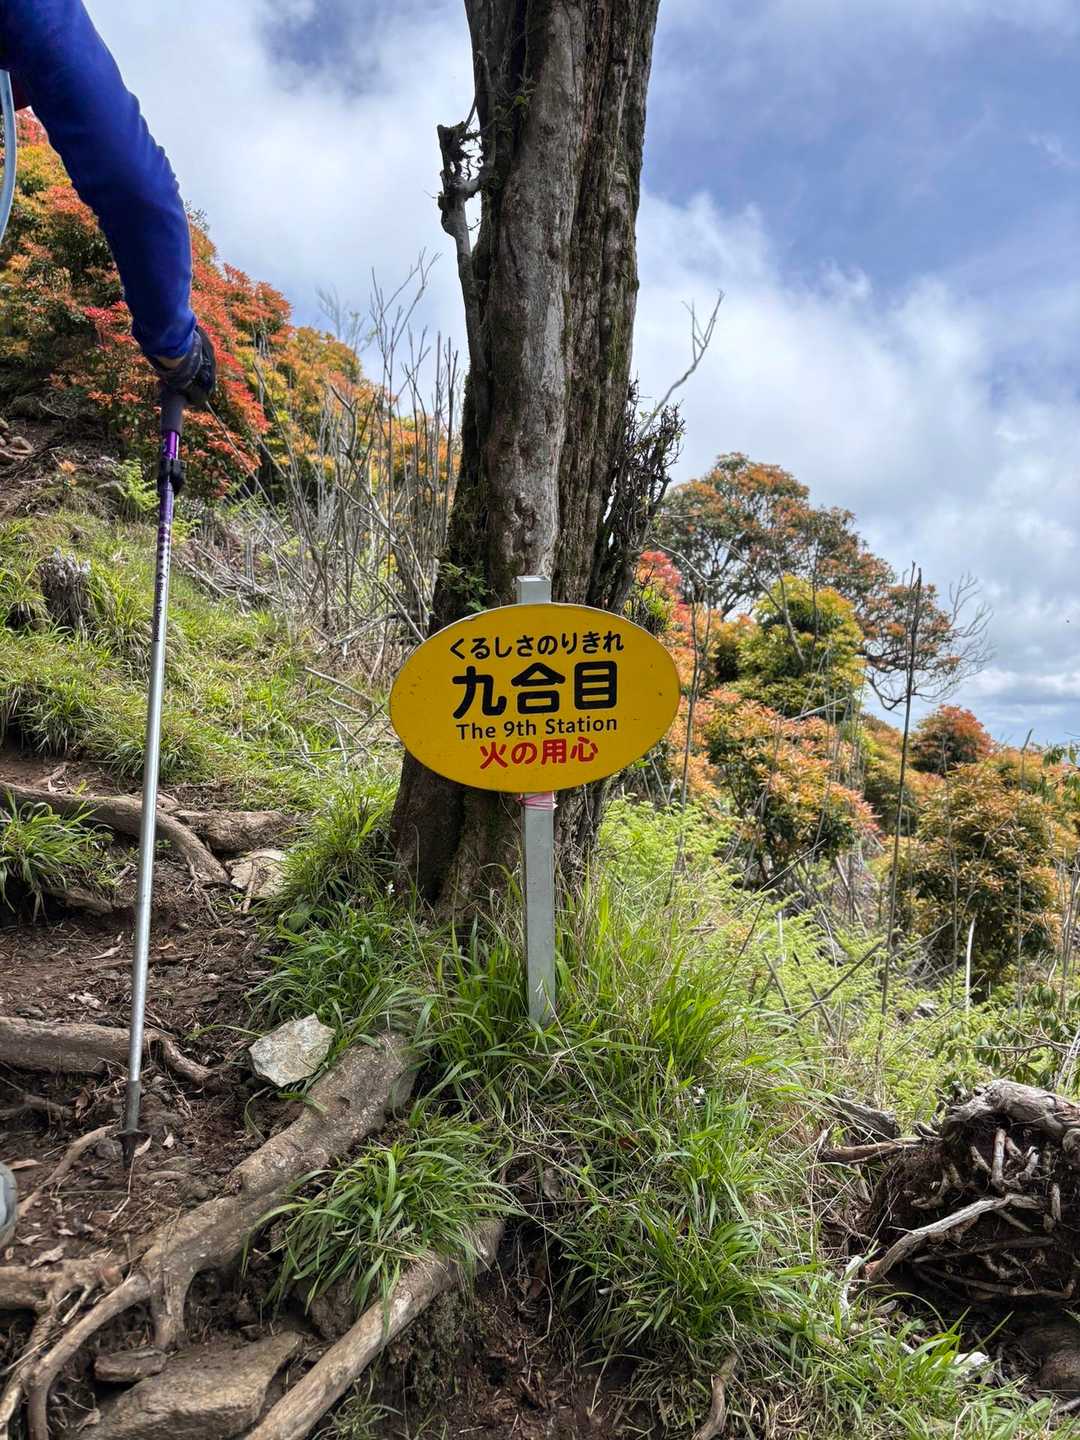 くるしさのりきれ
九合目
The 9th Station
火の用心